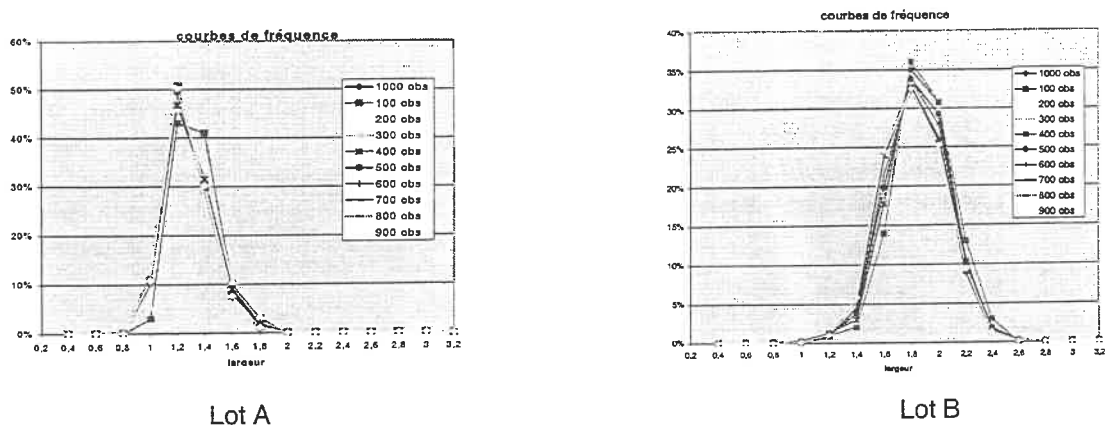 courbes de fréquence
60%
50%
40%
30%
20%
10%
0%
0,2 0,4 0,6 0,8 1 1,2 1,4 1,6 1,8 2 2,2 2,4 2,6 2,8 3 3,2
largeur
1000 obs
100 obs
200 obs
300 obs
400 obs
500 obs
600 obs
700 obs
800 obs
900 obs
Lot A
courbes de fréquence
40%
35%
30%
25%
20%
15%
10%
5%
0%
0,2 0,4 0,6 0,8 1 1,2 1,4 1,6 1,8 2 2,2 2,4 2,6 2,8 3 3,2
largeur
1000 obs
100 obs
200 obs
300 obs
400 obs
500 obs
600 obs
700 obs
800 obs
900 obs
Lot B